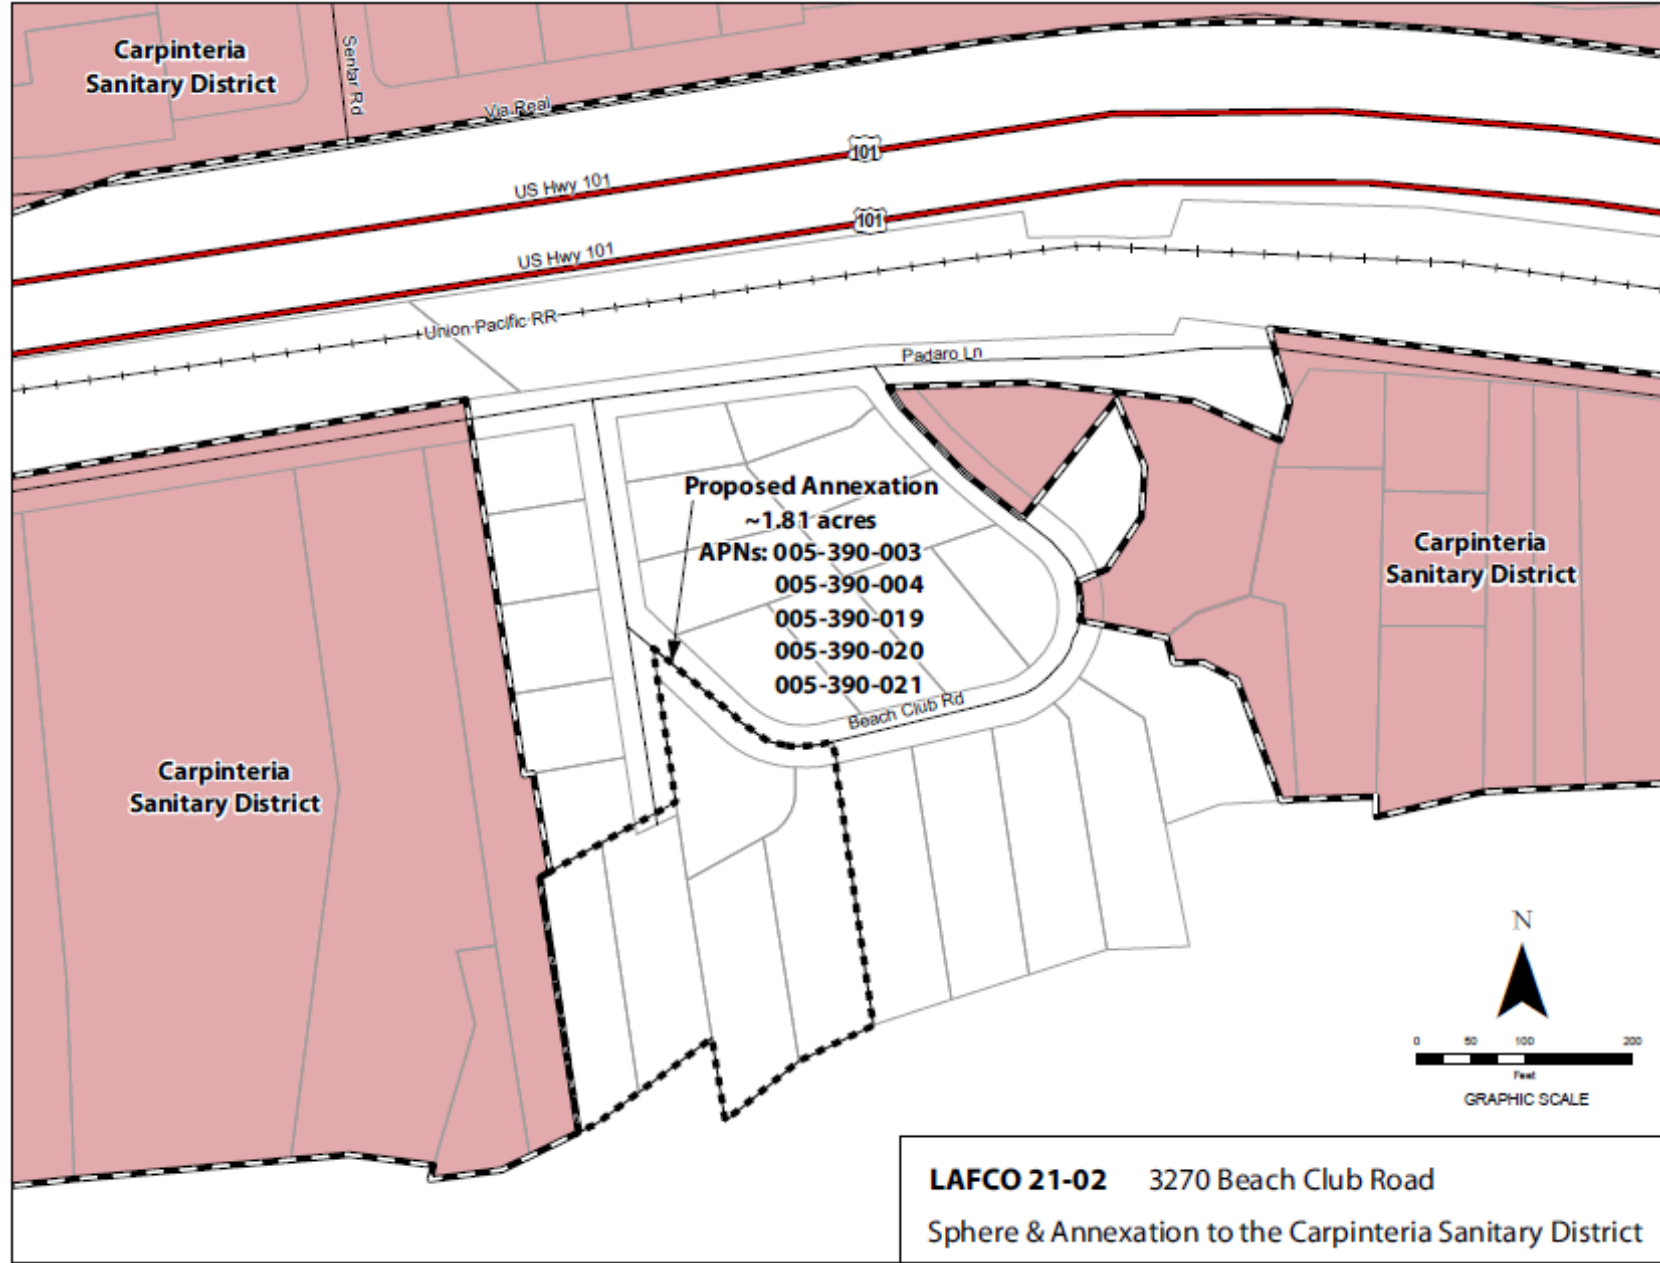 Carpinteria
Sanitary District
Sentar Rd
Via Real
101
US Hwy 101
101
US Hwy 101
Union Pacific RR
Padaro Ln
Proposed Annexation
~1.81 acres
APNs: 005-390-003
005-390-004
005-390-019
005-390-020
005-390-021
Beach Club Rd
Carpinteria
Sanitary District
Carpinteria
Sanitary District
N
0 50 100 200
Feet
GRAPHIC SCALE
LAFCO 21-02 3270 Beach Club Road
Sphere & Annexation to the Carpinteria Sanitary District